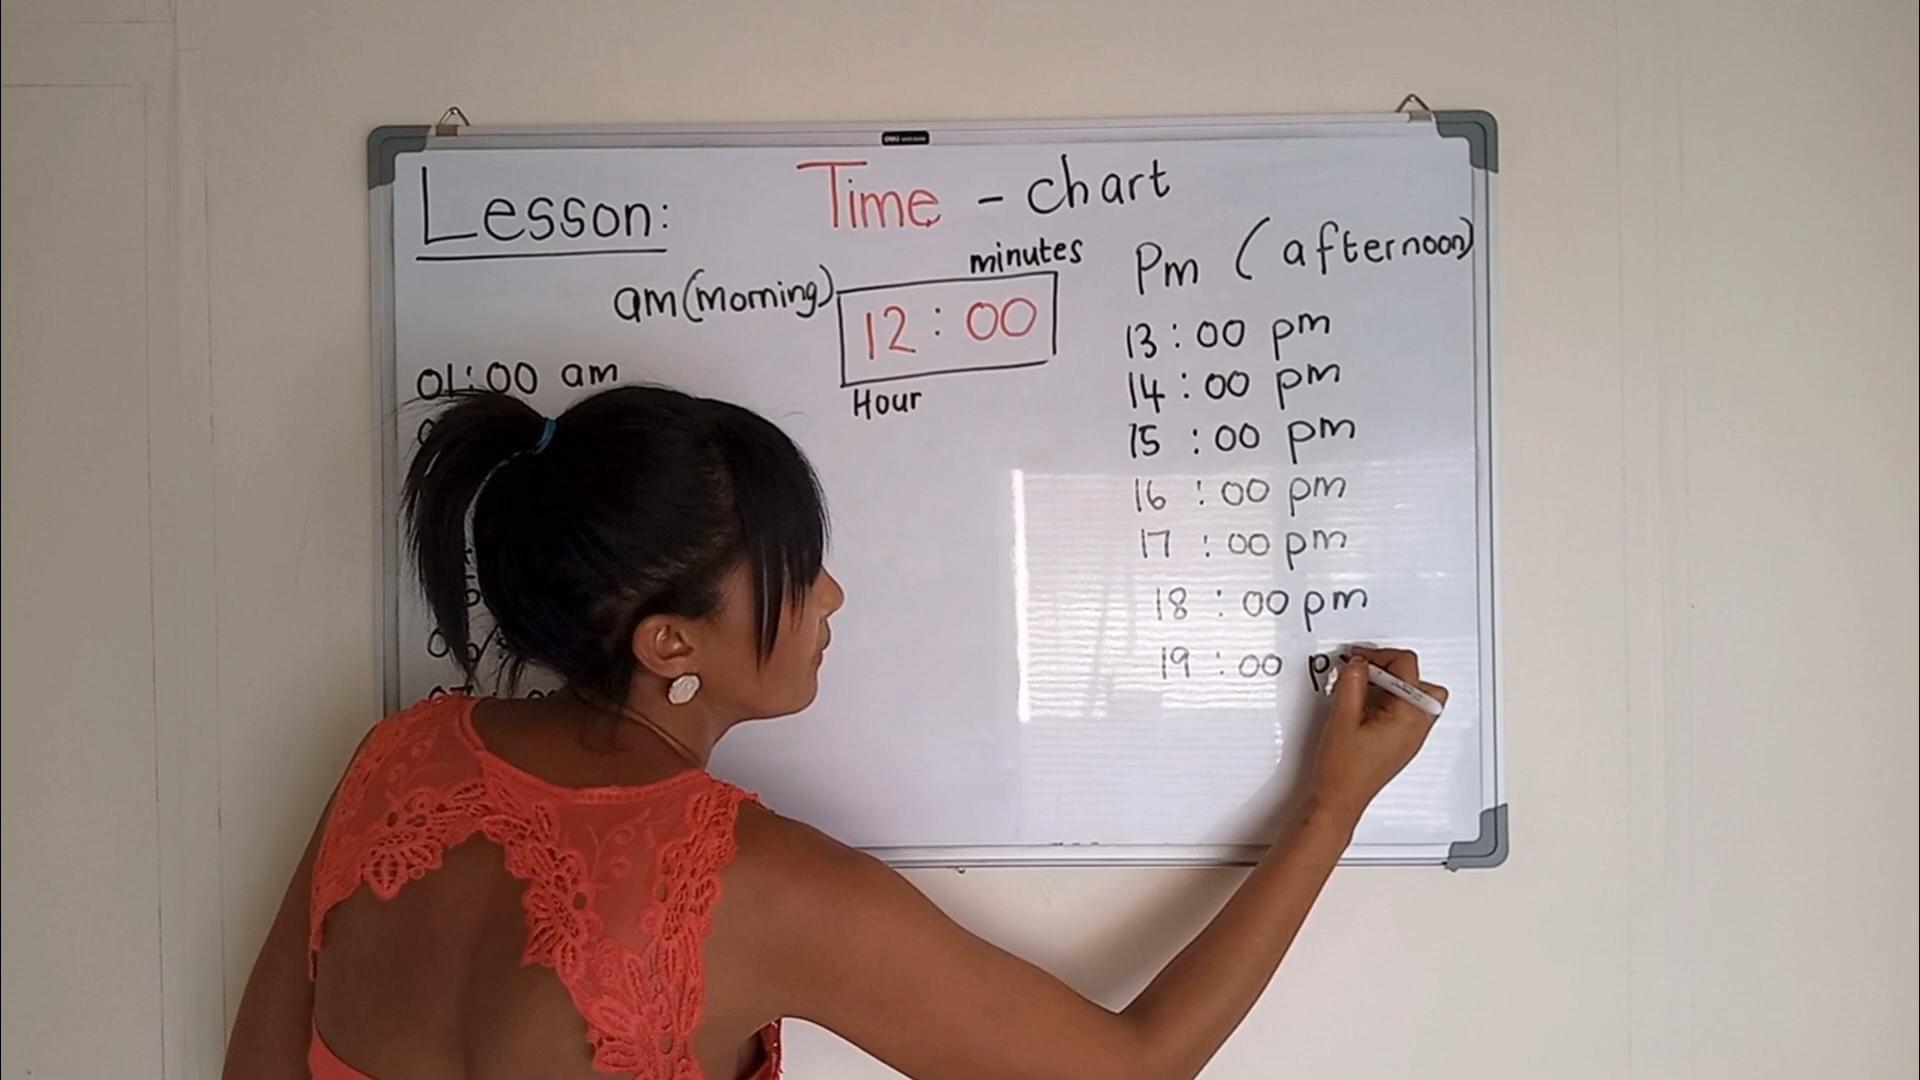 Lesson: Time - chart
am (morning)
minutes
12 : 00
Hour
01:00 am
Pm (afternoon)
13 : 00 pm
14 : 00 pm
15 : 00 pm
16 : 00 pm
17 : 00 pm
18 : 00 pm
19 : 00